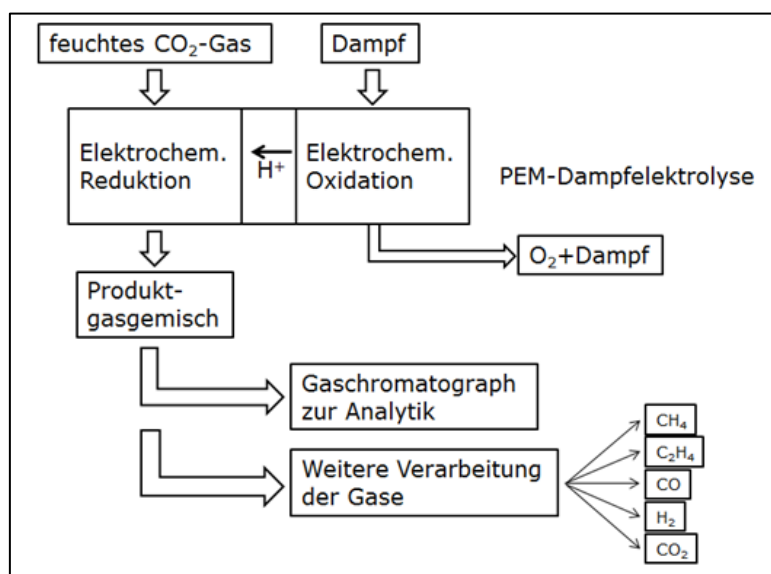 feuchtes CO₂-Gas
Dampf
Elektrochem.
Reduktion
H⁺
Elektrochem.
Oxidation
PEM-Dampfelektrolyse
O₂+Dampf
Produkt-
gasgemisch
Gaschromatograph
zur Analytik
Weitere Verarbeitung
der Gase
CH₄
C₂H₄
CO
H₂
CO₂